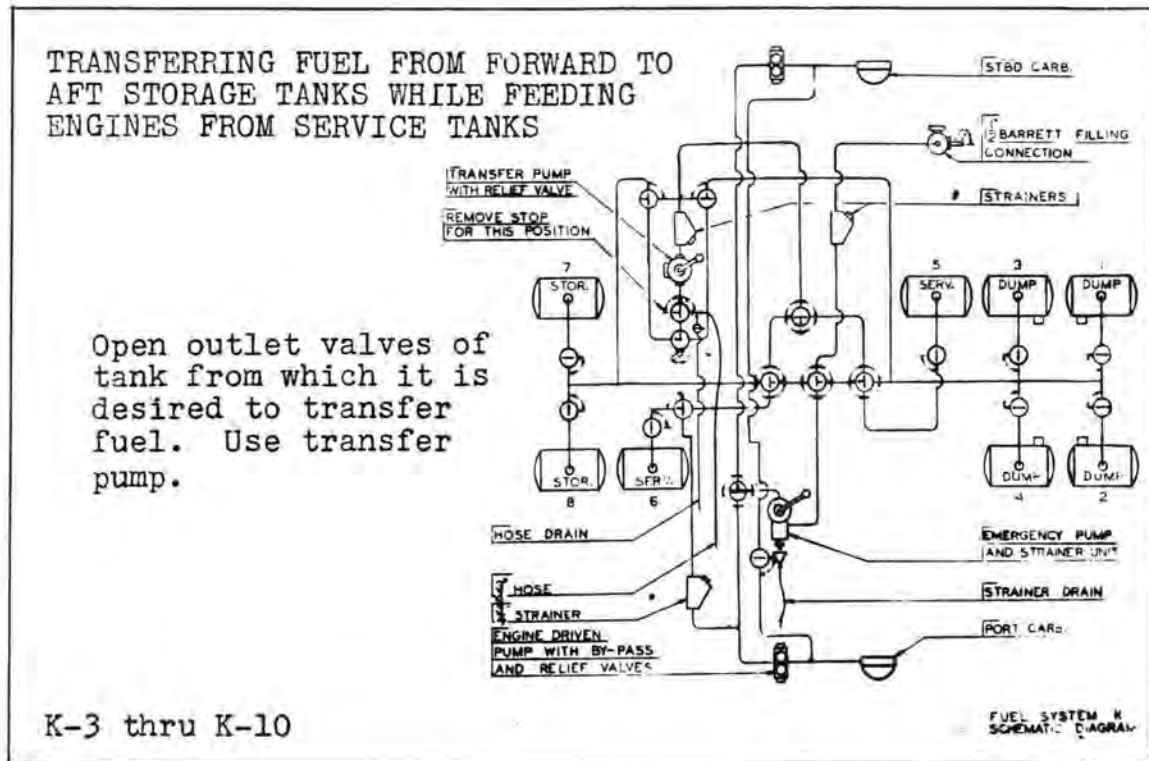 TRANSFERRING FUEL FROM FORWARD TO
AFT STORAGE TANKS WHILE FEEDING
ENGINES FROM SERVICE TANKS
STBD CARB.
BARRETT FILLING
CONNECTION
TRANSFER PUMP
WITH RELIEF VALVE
STRAINERS
REMOVE STOP
FOR THIS POSITION
7
STOR.
5
SERV.
3
DUMP
1
DUMP
Open outlet valves of
tank from which it is
desired to transfer
fuel. Use transfer
pump.
STOR.
8
SERV.
6
DUMP
4
DUMP
2
HOSE DRAIN
EMERGENCY PUMP
AND STRAINER UNIT
HOSE
STRAINER
STRAINER DRAIN
ENGINE DRIVEN
PUMP WITH BY-PASS
AND RELIEF VALVES
PORT CARB.
K-3 thru K-10
FUEL SYSTEM K
SCHEMATIC DIAGRAM